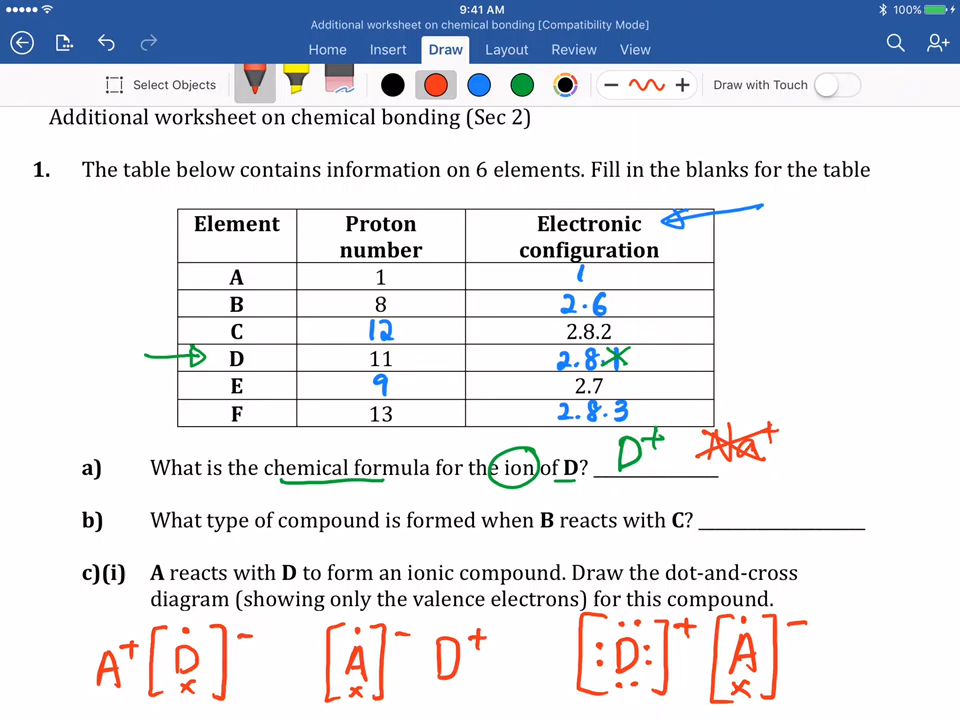 9:41 AM
100%
Additional worksheet on chemical bonding [Compatibility Mode]
Home Insert Draw Layout Review View
Select Objects Draw with Touch
Additional worksheet on chemical bonding (Sec 2)
1. The table below contains information on 6 elements. Fill in the blanks for the table
Element Proton number Electronic configuration
A 1 1
B 8 2.6
C 12 2.8.2
D 11 2.8.1
E 9 2.7
F 13 2.8.3
D+ Na+
a) What is the chemical formula for the ion of D? ____________
b) What type of compound is formed when B reacts with C? ________________
c)(i) A reacts with D to form an ionic compound. Draw the dot-and-cross
diagram (showing only the valence electrons) for this compound.
A+ [D]- [A]- D+ [D]+ [A]-